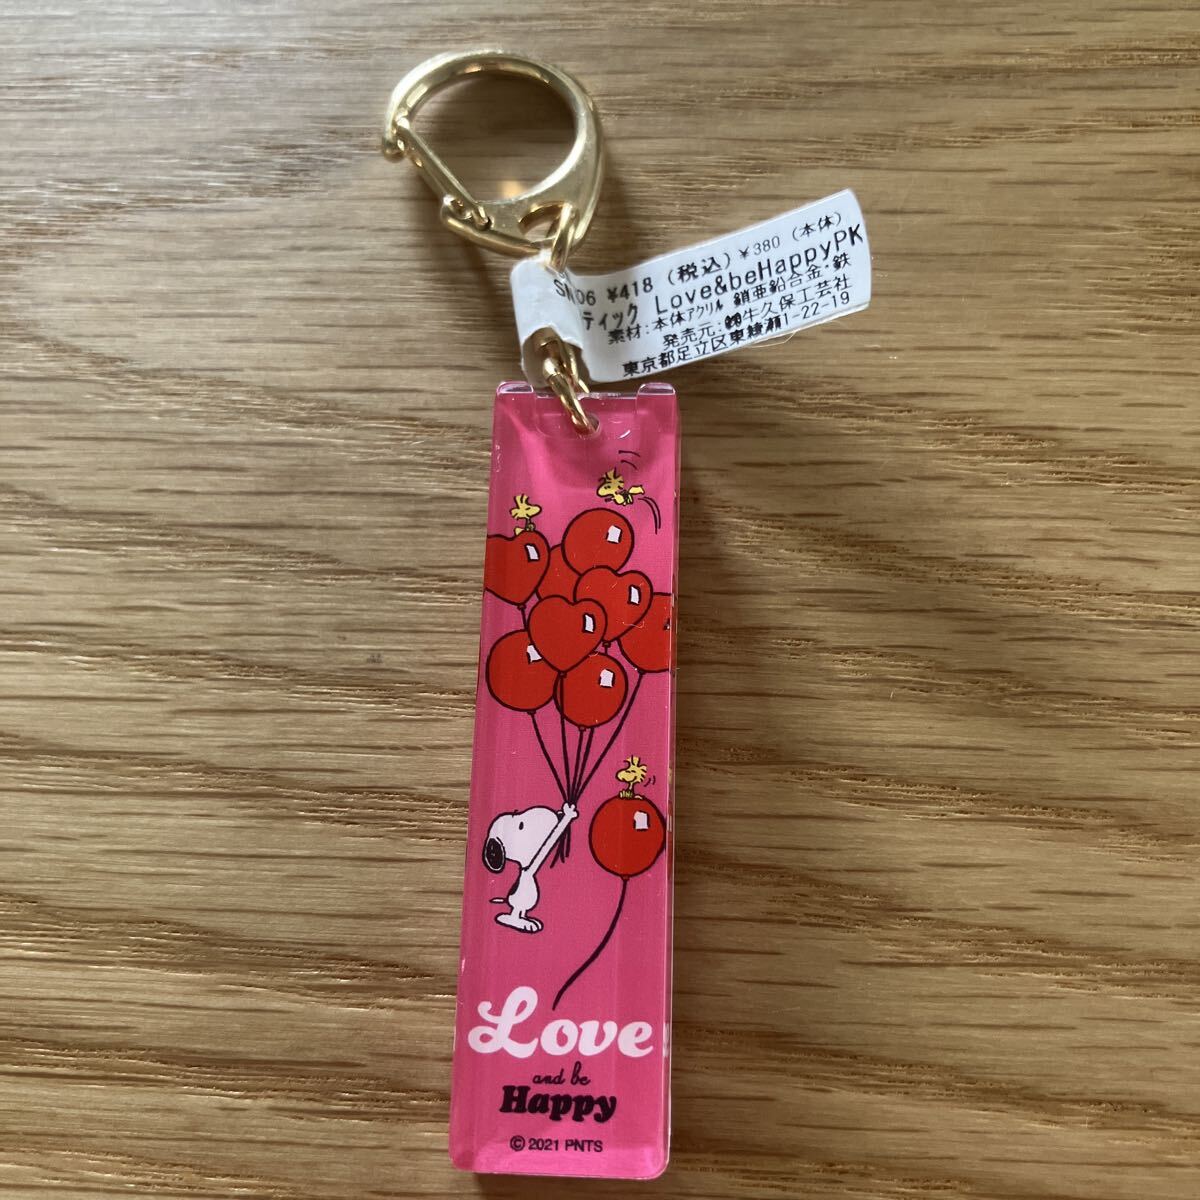 ¥418 (税込) ¥380 (本体)
ティック Love&beHappyPK
素材:本体アクリル 鎖亜鉛合金・鉄
発売元:㈱牛久保工芸社
東京都足立区東綾瀬1-22-19
Love
and be
Happy
© 2021 PNTS